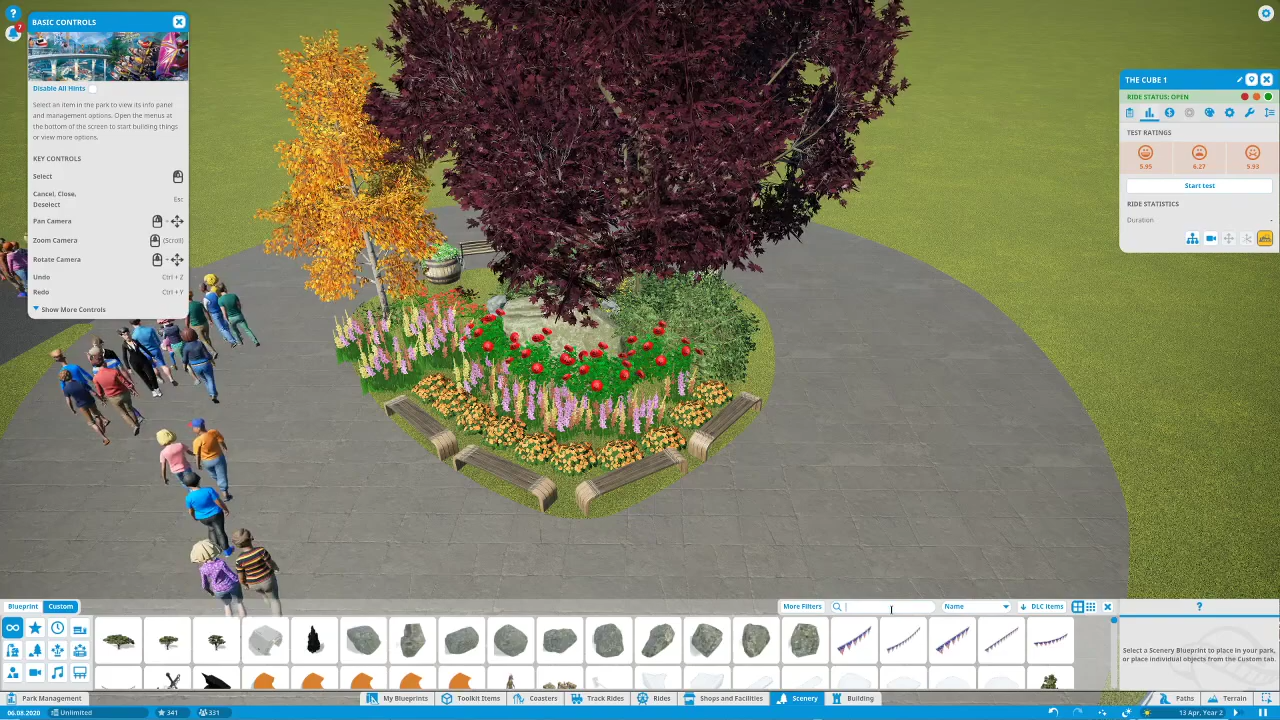 ?
7
BASIC CONTROLS
Disable All Hints
Select an item in the park to view its info panel
and management options. Open the menus
at the bottom of the screen to start building things
or view more options.
KEY CONTROLS
Select
Cancel, Close,
Deselect
Esc
Pan Camera
+
Zoom Camera
(Scroll)
Rotate Camera
+
Undo
Ctrl + Z
Redo
Ctrl + Y
Show More Controls
THE CUBE 1
RIDE STATUS: OPEN
TEST RATINGS
5.95
6.27
5.93
Start test
RIDE STATISTICS
Duration
-
Blueprint
Custom
More Filters
Name
DLC items
?
Select a Scenery Blueprint to place in your park,
or place individual objects from the Custom tab.
Park Management
My Blueprints
Toolkit Items
Coasters
Track Rides
Rides
Shops and Facilities
Scenery
Building
Paths
Terrain
06.08.2020
Unlimited
341
331
13 Apr, Year 2